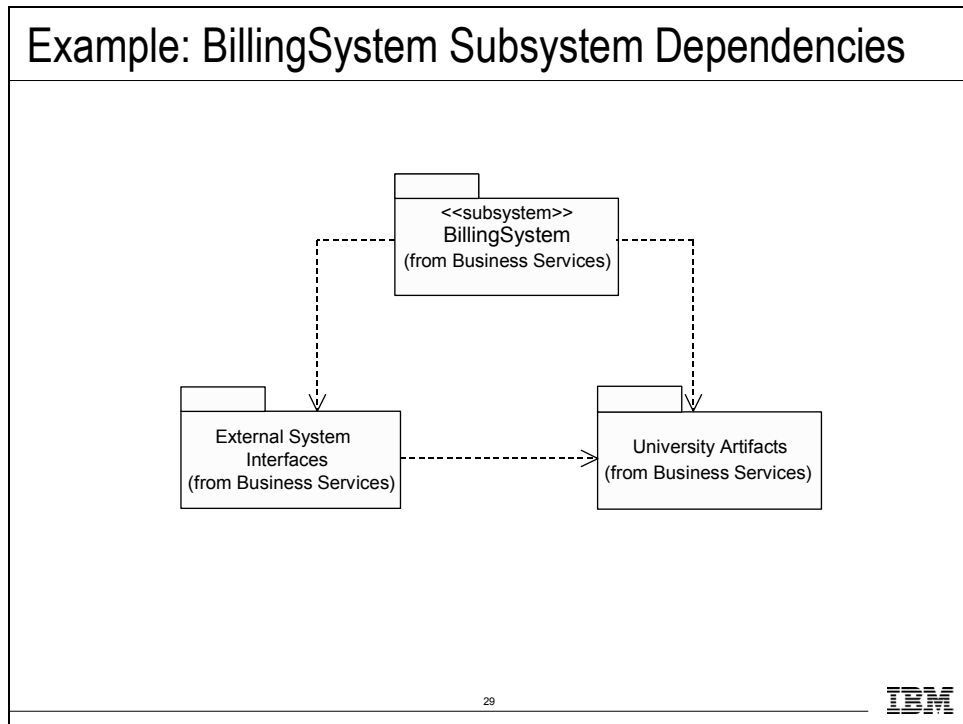 Example: BillingSystem Subsystem Dependencies
<<subsystem>>
BillingSystem
(from Business Services)
External System
Interfaces
(from Business Services)
University Artifacts
(from Business Services)
29
IBM